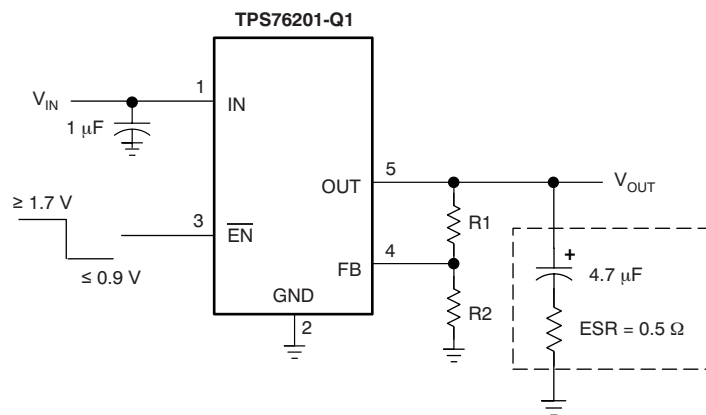 TPS76201-Q1
1
V_IN
IN
1 μF
5
OUT
V_OUT
≥ 1.7 V
R1
3
EN
4
≤ 0.9 V
FB
+
4.7 μF
GND
R2
2
ESR = 0.5 Ω